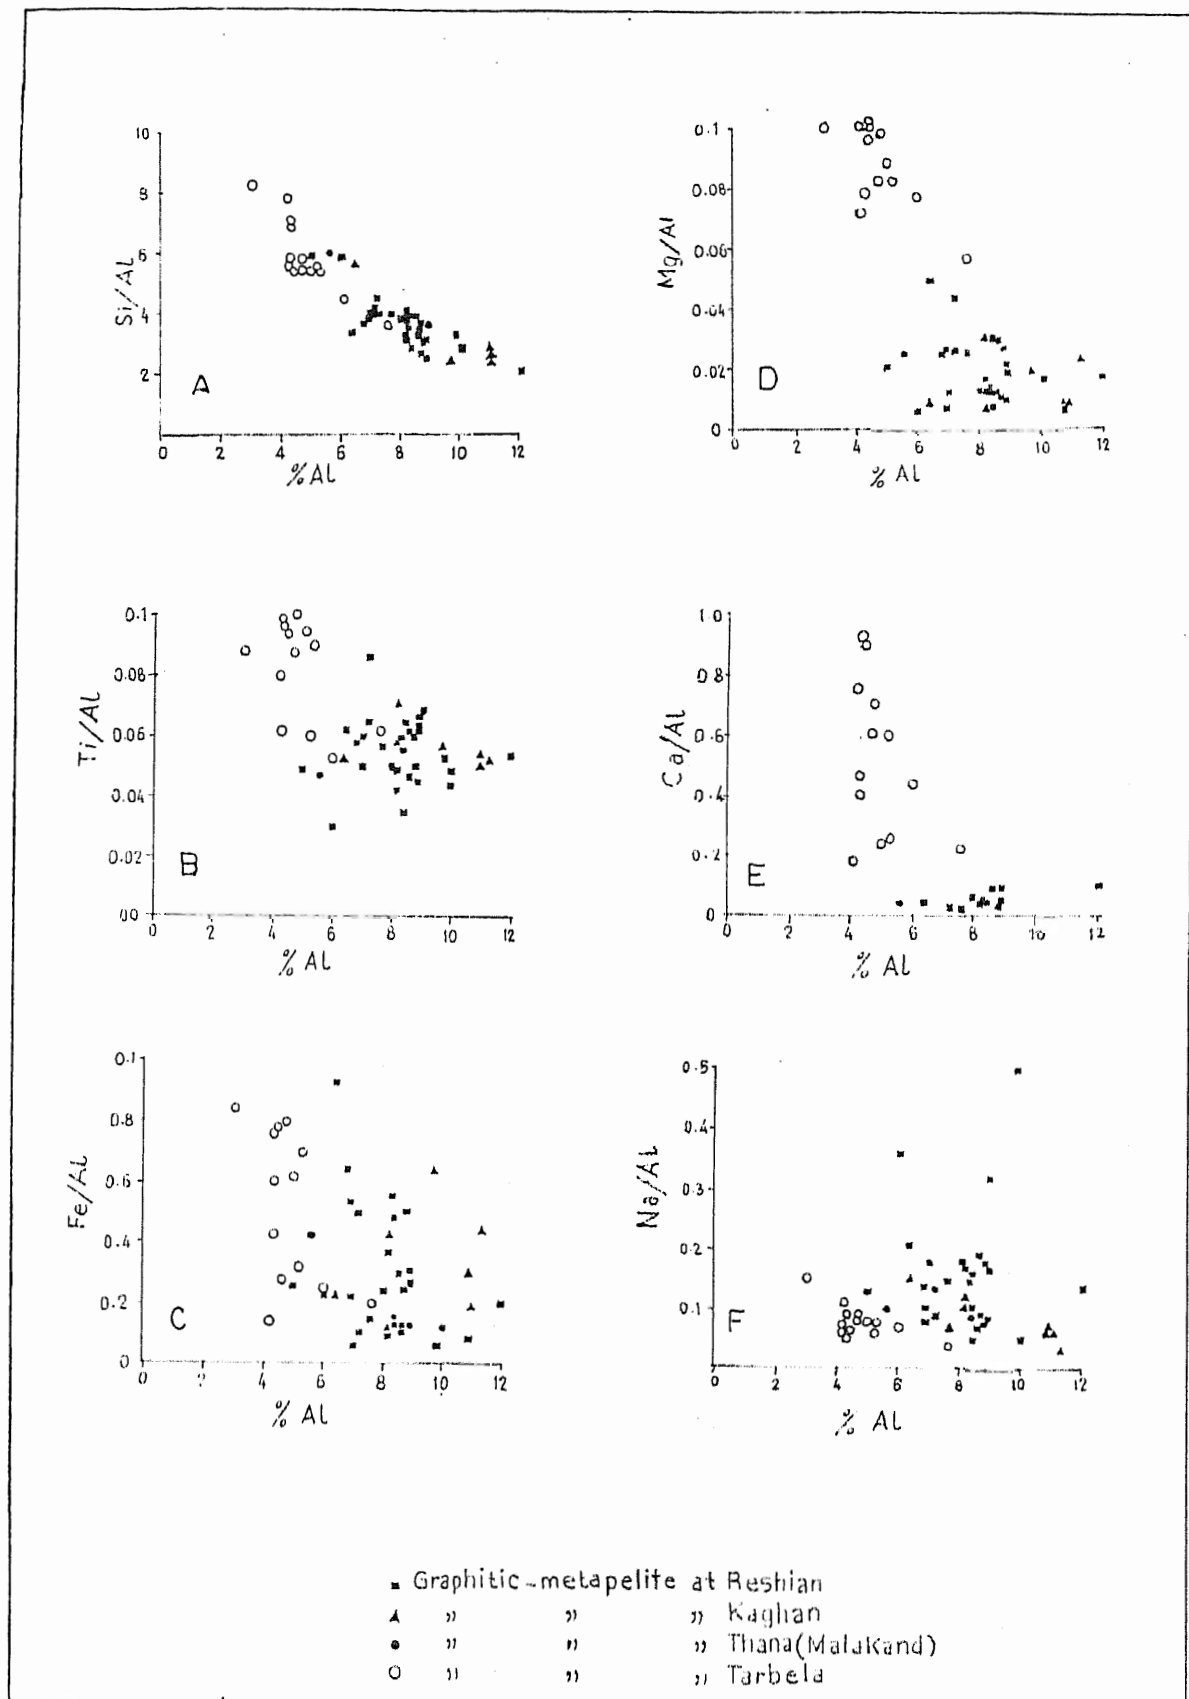 10
8
6
4
2
0 2 4 6 8 10 12
Si/Al
% Al
A
0.1
0.08
0.06
0.04
0.02
0
0 2 4 6 8 10 12
Mg/Al
% Al
D
0.1
0.08
0.06
0.04
0.02
00
0 2 4 6 8 10 12
Ti/Al
% Al
B
1.0
0.8
0.6
0.4
0.2
0
0 2 4 6 8 10 12
Ca/Al
% Al
E
0.1
0.8
0.6
0.4
0.2
0
0 2 4 6 8 10 12
Fe/Al
% Al
C
0.5
0.4
0.3
0.2
0.1
0 2 4 6 8 10 12
Na/Al
% Al
F
Graphitic-metapelite at Reshian
" " " Kaghan
" " " Thana(Malakand)
" " " Tarbela